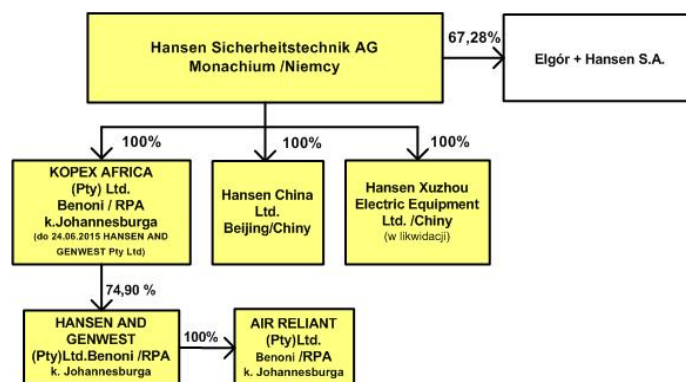 Hansen Sicherheitstechnik AG
Monachium /Niemcy
67,28%
Elgór + Hansen S.A.
100%
100%
100%
KOPEX AFRICA
(Pty) Ltd.
Benoni / RPA
k.Johannesburga
(do 24.06.2015 HANSEN AND
GENWEST Pty Ltd)
Hansen China
Ltd.
Beijing/Chiny
Hansen Xuzhou
Electric Equipment
Ltd. /Chiny
(w likwidacji)
74,90 %
HANSEN AND
GENWEST
(Pty)Ltd.Benoni /RPA
k. Johannesburga
100%
AIR RELIANT
(Pty)Ltd.
Benoni /RPA
k. Johannesburga